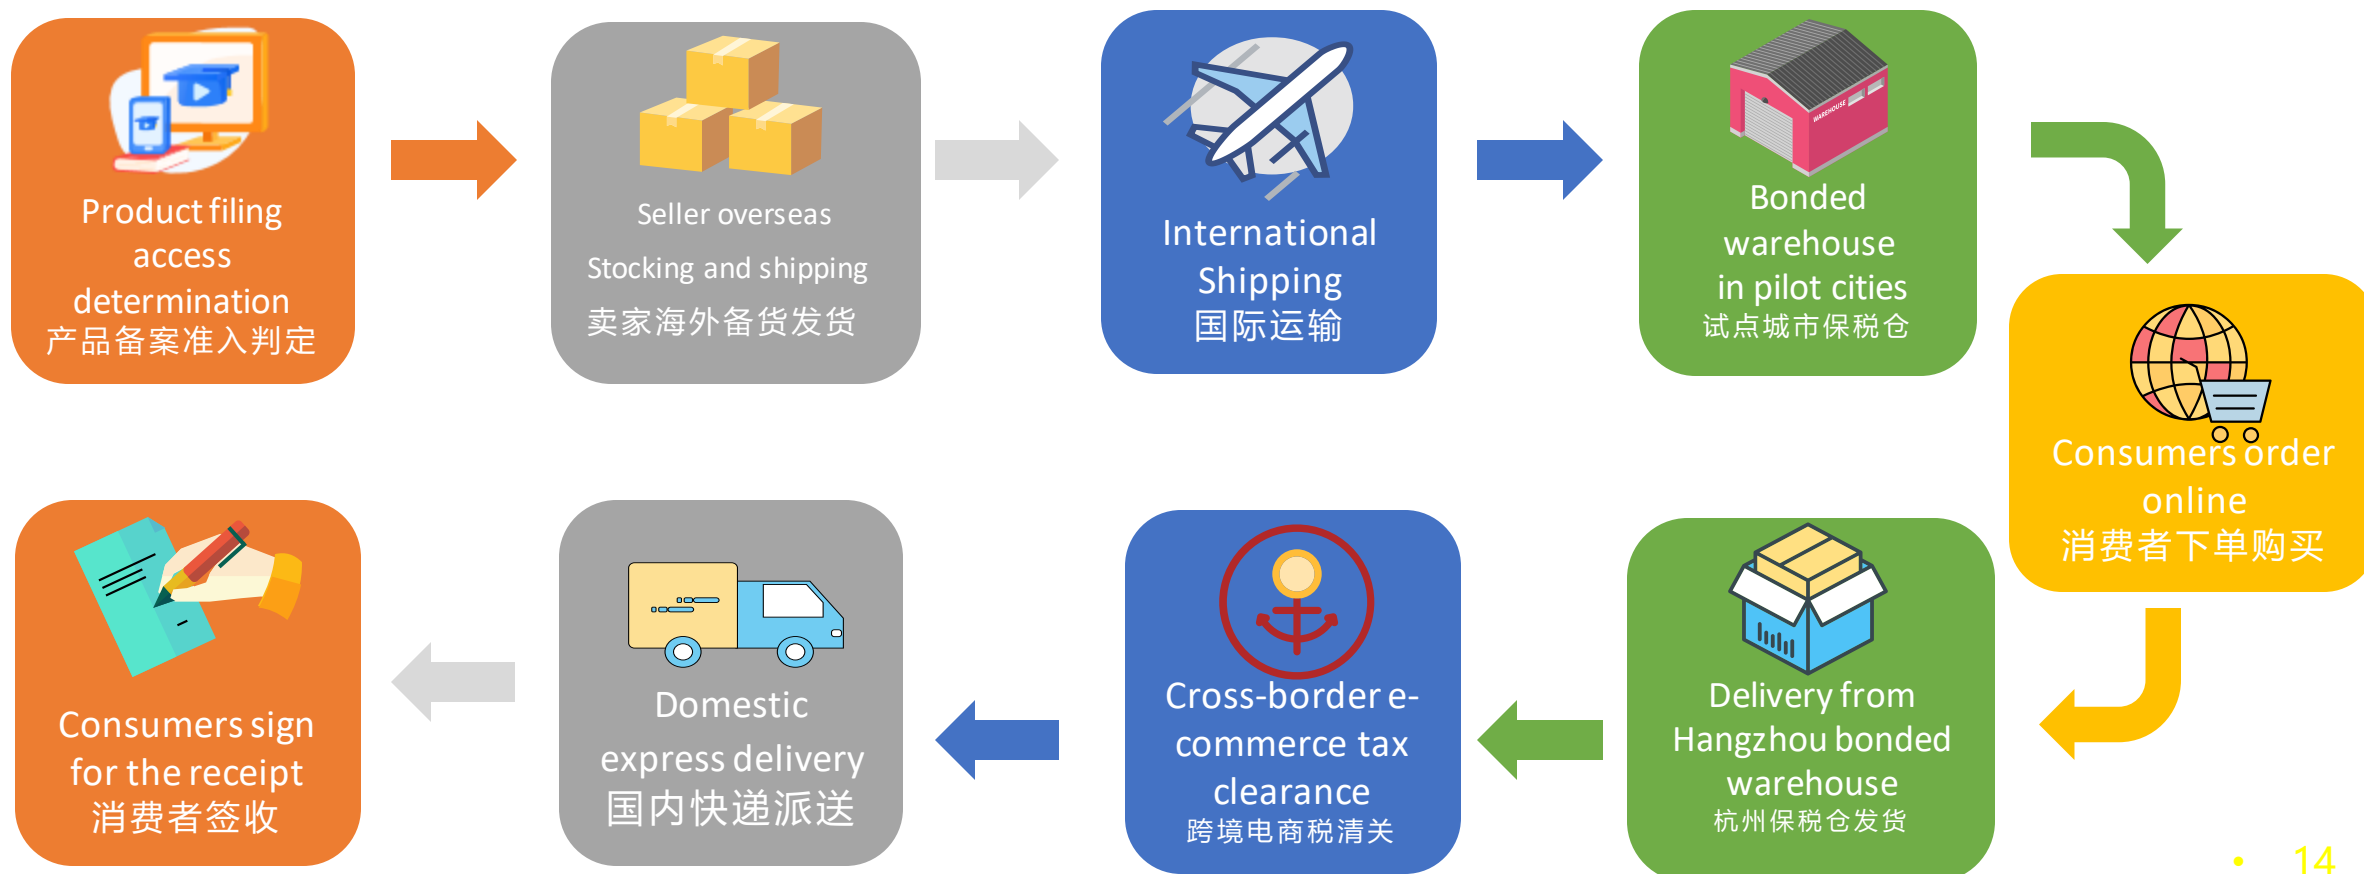 Product filing
access
determination
产品备案准入判定
Seller overseas
Stocking and shipping
卖家海外备货发货
International
Shipping
国际运输
WAREHOUSE
Bonded
warehouse
in pilot cities
试点城市保税仓
Consumers order
online
消费者下单购买
Delivery from
Hangzhou bonded
warehouse
杭州保税仓发货
Cross-border e-
commerce tax
clearance
跨境电商税清关
Domestic
express delivery
国内快递派送
Consumers sign
for the receipt
消费者签收
• 14